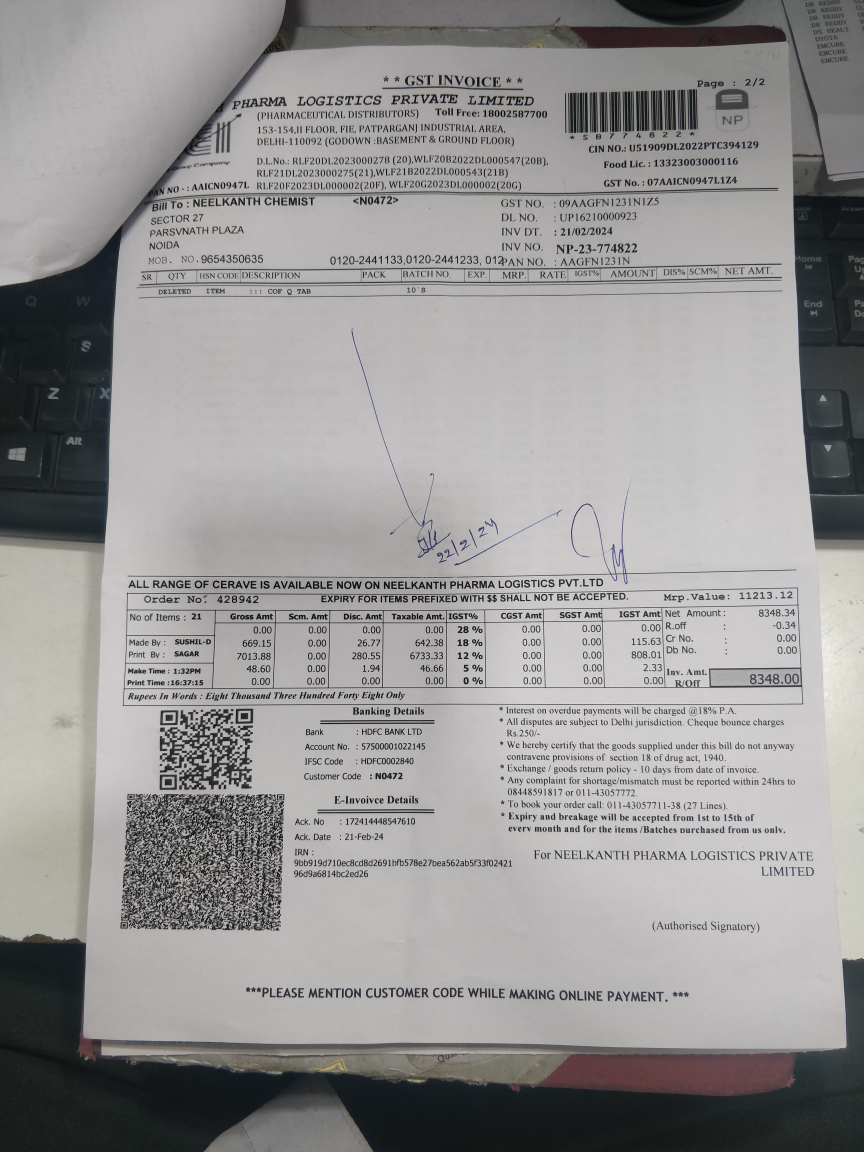 ** GST INVOICE **
Page : 2/2
PHARMA LOGISTICS PRIVATE LIMITED
(PHARMACEUTICAL DISTRIBUTORS) Toll Free: 18002587700
153-154,II FLOOR, FIE, PATPARGANJ INDUSTRIAL AREA,
DELHI-110092 (GODOWN :BASEMENT & GROUND FLOOR)
D.L.No.: RLF20DL2023000278 (20),WLF20B2022DL000547(20B),
RLF21DL2023000275(21),WLF21B2022DL000543(21B)
RLF20F2023DL000002(20F), WLF20G2023DL000002(20G)
PAN NO - : AAICN0947L
NP
*SB774822*
CIN NO.: U51909DL2022PTC394129
Food Lic. : 13323003000116
GST No. : 07AAICN0947L1Z4
Bill To : NEELKANTH CHEMIST <N0472>
SECTOR 27
PARSVNATH PLAZA
NOIDA
MOB. NO. 9654350635 0120-2441133,0120-2441233, 012
GST NO. : 09AAGFN1231N1Z5
DL NO. : UP16210000923
INV DT. : 21/02/2024
INV NO. NP-23-774822
PAN NO. : AAGFN1231N
SR QTY HSN CODE DESCRIPTION PACK BATCH NO. EXP. MRP. RATE IGST% AMOUNT DIS% SCM% NET AMT.
DELETED ITEM ::: COF Q TAB 10'S
22/2/24
ALL RANGE OF CERAVE IS AVAILABLE NOW ON NEELKANTH PHARMA LOGISTICS PVT.LTD
Order No: 428942 EXPIRY FOR ITEMS PREFIXED WITH $$ SHALL NOT BE ACCEPTED. Mrp.Value: 11213.12
No of Items : 21 Gross Amt Scm. Amt Disc. Amt Taxable Amt. IGST% CGST Amt SGST Amt IGST Amt
0.00 0.00 0.00 0.00 28 % 0.00 0.00 0.00
Made By : SUSHIL-D 669.15 0.00 26.77 642.38 18 % 0.00 0.00 115.63
Print By : SAGAR 7013.88 0.00 280.55 6733.33 12 % 0.00 0.00 808.01
Make Time : 1:32PM 48.60 0.00 1.94 46.66 5 % 0.00 0.00 2.33
Print Time :16:37:15 0.00 0.00 0.00 0.00 0 % 0.00 0.00 0.00
Net Amount: 8348.34
R.off : -0.34
Cr No. : 0.00
Db No. : 0.00
Inv. Amt. R/Off 8348.00
Rupees In Words : Eight Thousand Three Hundred Forty Eight Only
Banking Details
Bank : HDFC BANK LTD
Account No. : 57500001022145
IFSC Code : HDFC0002840
Customer Code : N0472
E-Invoivce Details
Ack. No : 172414448547610
Ack. Date : 21-Feb-24
IRN :
9bb919d710ec8cd8d2691bfb578e27bea562ab5f33f02421
96d9a6814bc2ed26
* Interest on overdue payments will be charged @18% P.A.
* All disputes are subject to Delhi jurisdiction. Cheque bounce charges
Rs.250/-
* We hereby certify that the goods supplied under this bill do not anyway
contravene provisions of section 18 of drug act, 1940.
* Exchange / goods return policy - 10 days from date of invoice.
* Any complaint for shortage/mismatch must be reported within 24hrs to
08448591817 or 011-43057772.
* To book your order call: 011-43057711-38 (27 Lines).
* Expiry and breakage will be accepted from 1st to 15th of
every month and for the items /Batches purchased from us only.
For NEELKANTH PHARMA LOGISTICS PRIVATE
LIMITED
(Authorised Signatory)
***PLEASE MENTION CUSTOMER CODE WHILE MAKING ONLINE PAYMENT. ***